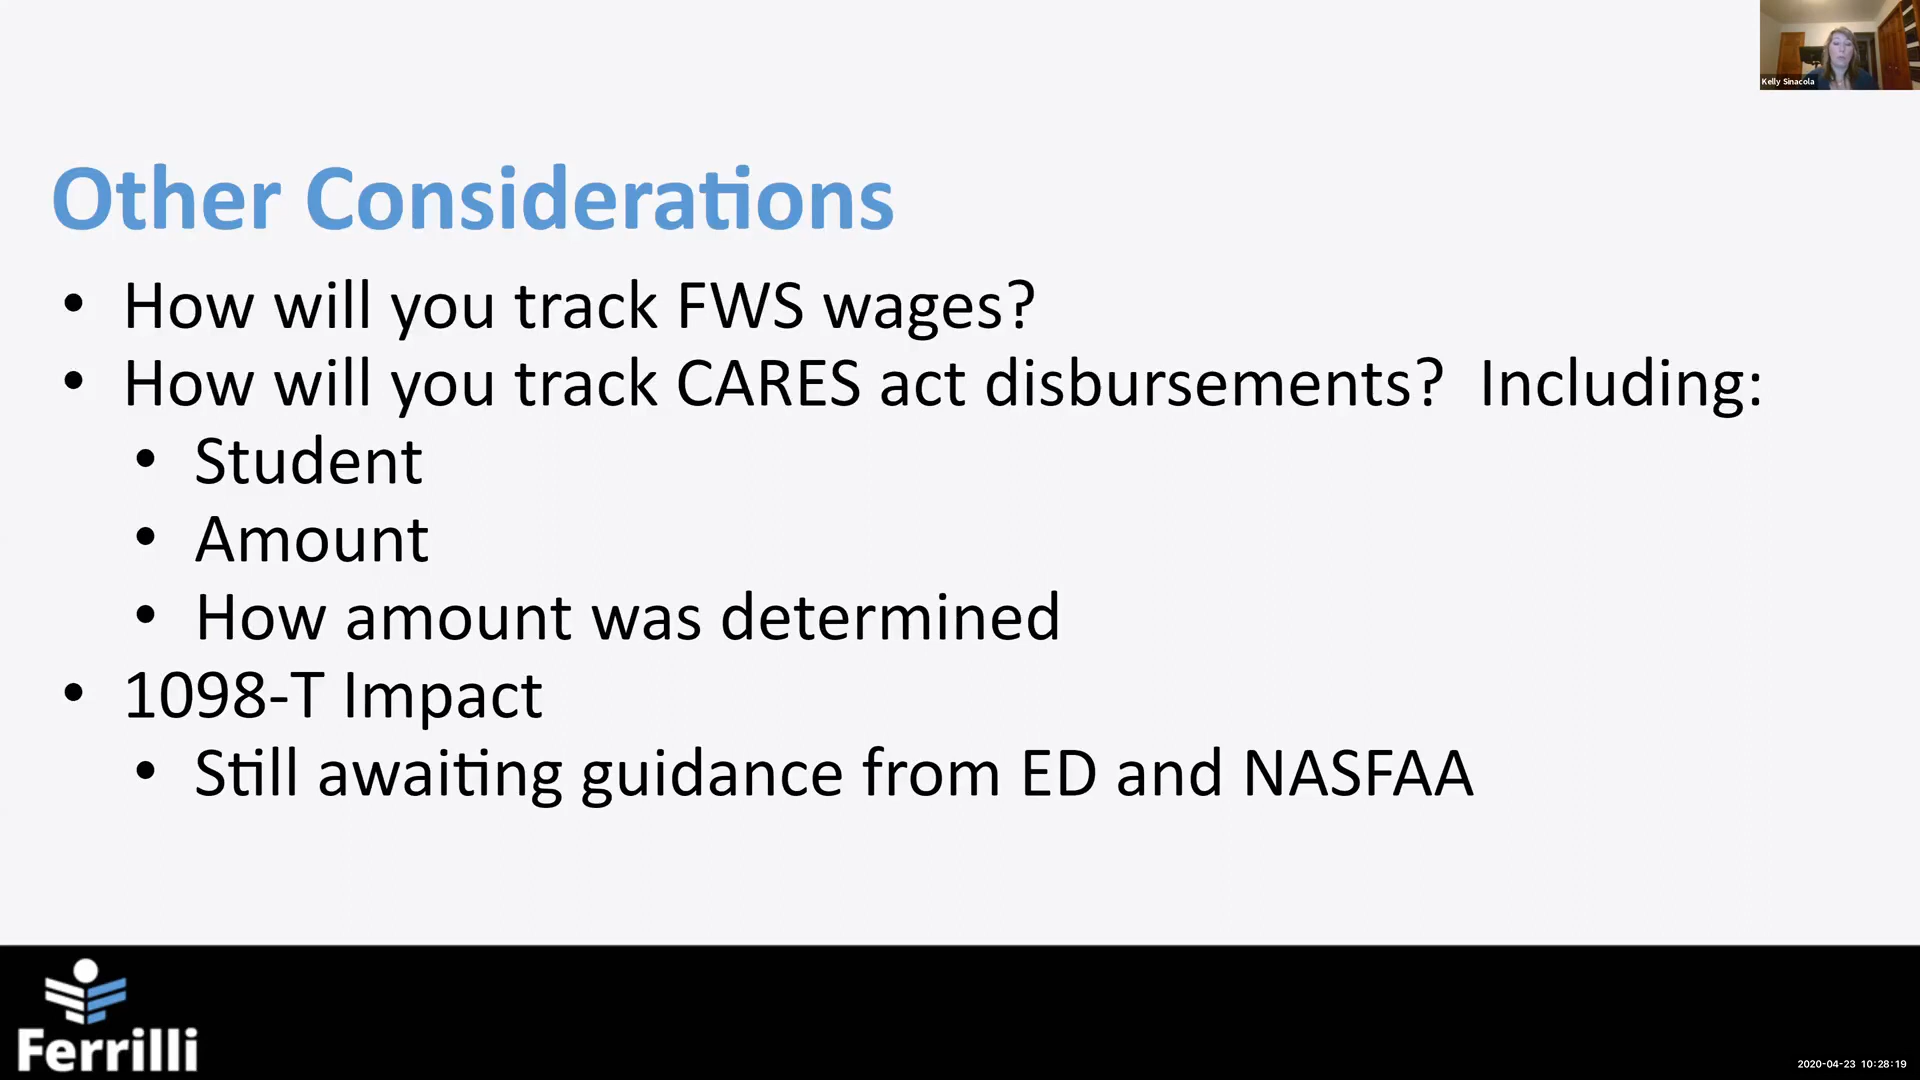 Kelly Sinacola
Other Considerations
• How will you track FWS wages?
• How will you track CARES act disbursements?  Including:
• Student
• Amount
• How amount was determined
• 1098-T Impact
• Still awaiting guidance from ED and NASFAA
Ferrilli
2020-04-23 10:28:19